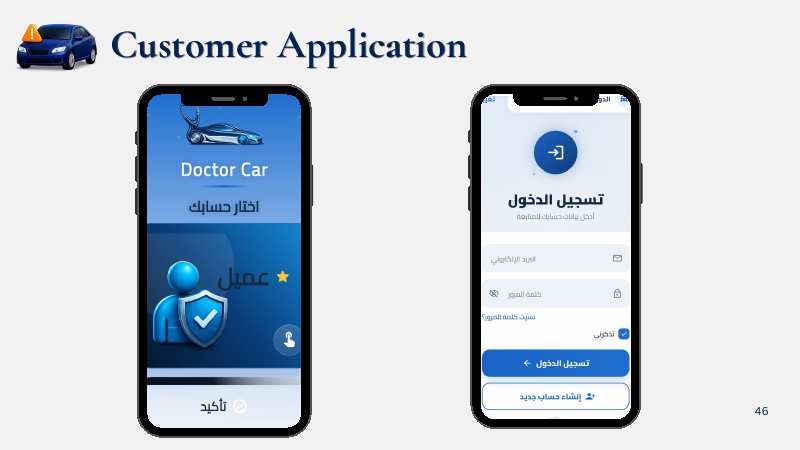 Customer Application
Doctor Car
اختار حسابك
عميل
تأكيد
تسجيل الدخول
أدخل بيانات حسابك للمتابعة
البريد الإلكتروني
كلمة المرور
نسيت كلمة المرور؟
تذكرني
تسجيل الدخول
إنشاء حساب جديد
46